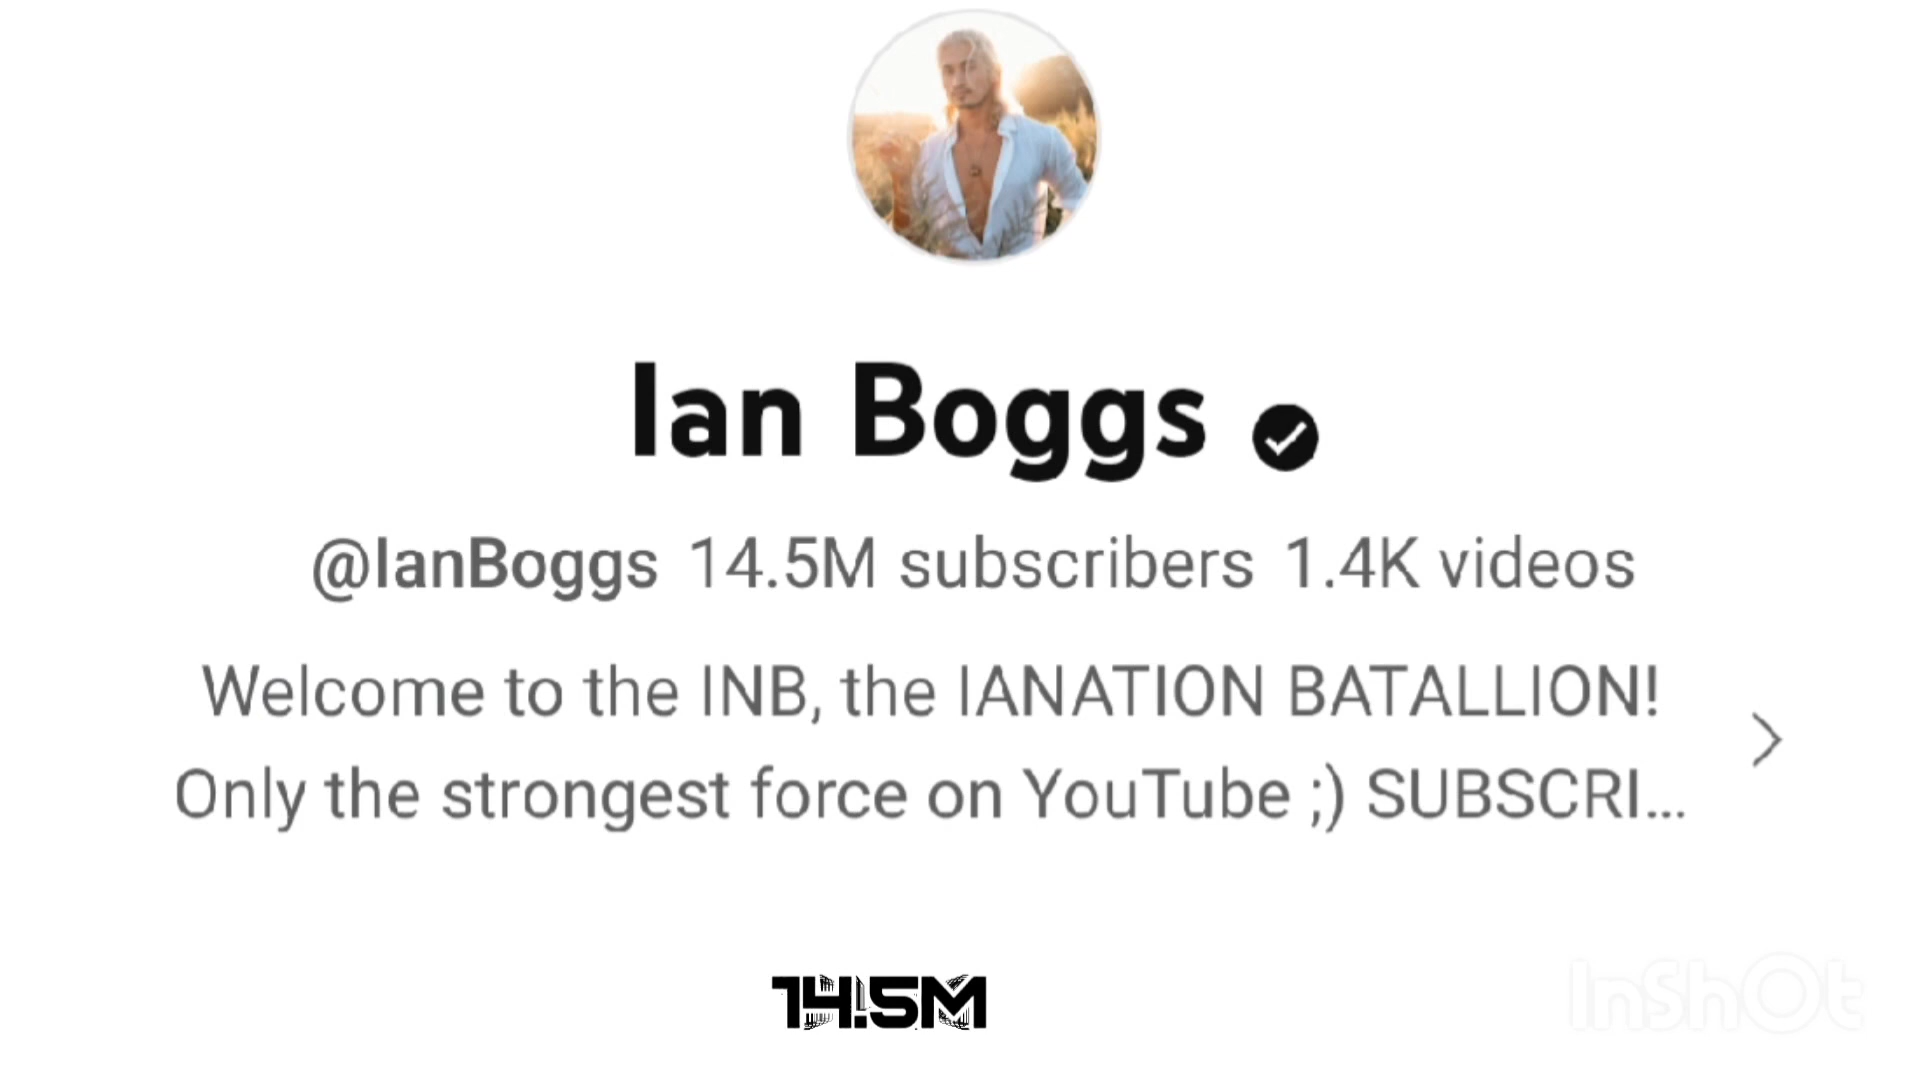 Ian Boggs
@IanBoggs 14.5M subscribers 1.4K videos
Welcome to the INB, the IANATION BATALLION!
Only the strongest force on YouTube ;) SUBSCRI...
14.5M
InShOt